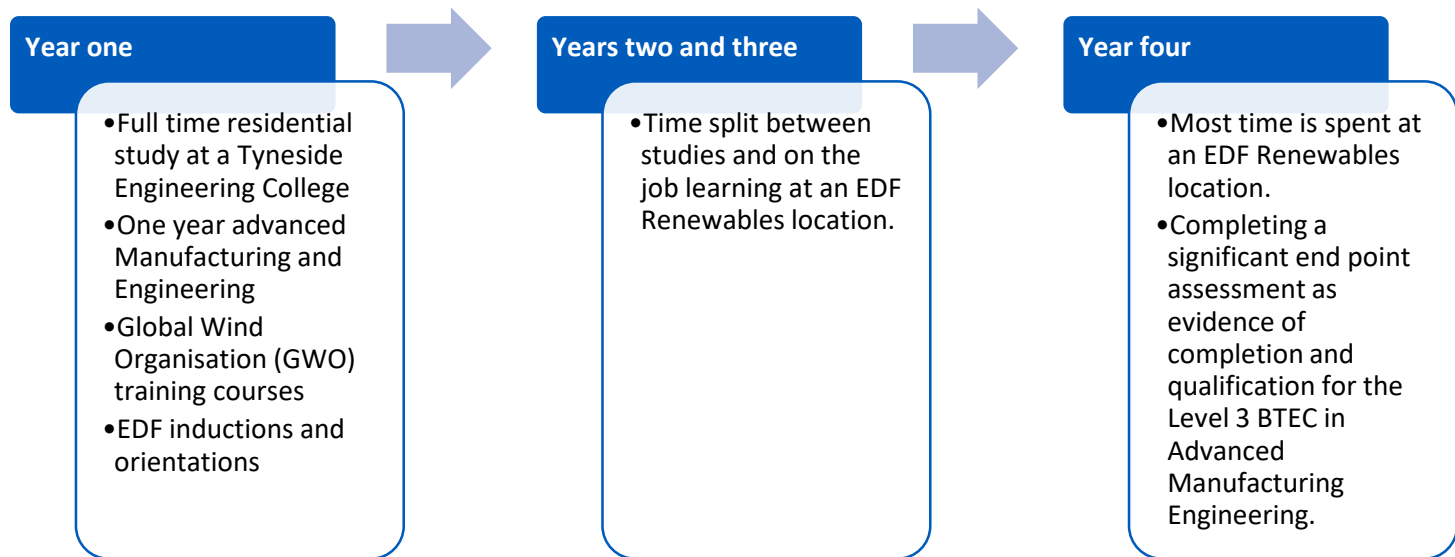 Year one
•Full time residential
study at a Tyneside
Engineering College
•One year advanced
Manufacturing and
Engineering
•Global Wind
Organisation (GWO)
training courses
•EDF inductions and
orientations
Years two and three
•Time split between
studies and on the
job learning at an EDF
Renewables location.
Year four
•Most time is spent at
an EDF Renewables
location.
•Completing a
significant end point
assessment as
evidence of
completion and
qualification for the
Level 3 BTEC in
Advanced
Manufacturing
Engineering.